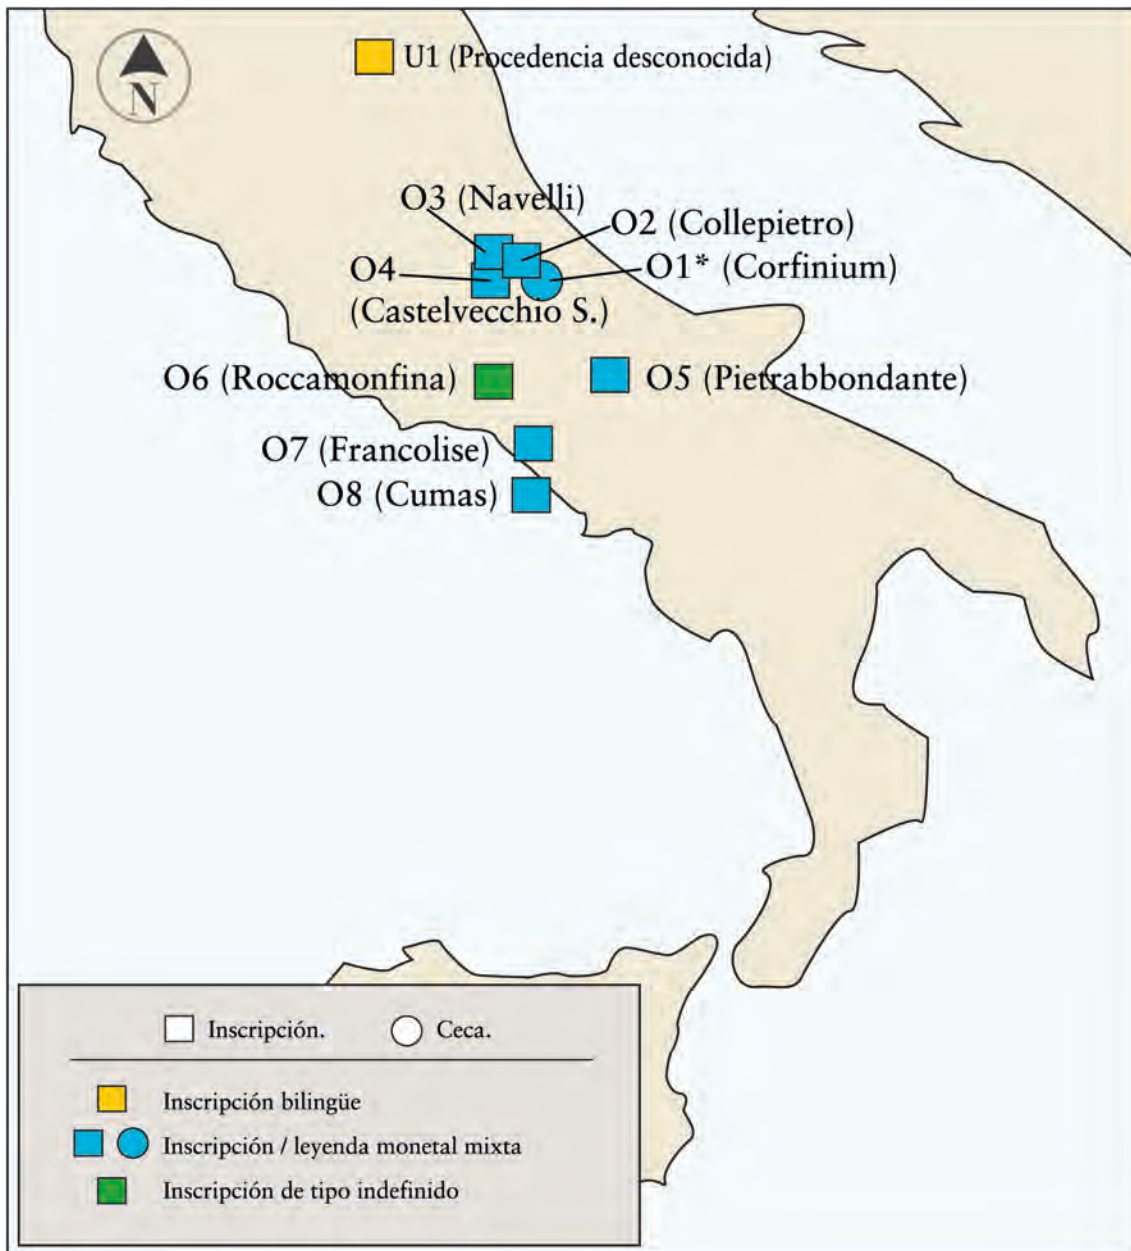 N
U1 (Procedencia desconocida)
O3 (Navelli)
O2 (Collepietro)
O4
O1* (Corfinium)
(Castelvecchio S.)
O6 (Roccamonfina)
O5 (Pietrabbondante)
O7 (Francolise)
O8 (Cumas)
Inscripción. Ceca.
Inscripción bilingüe
Inscripción / leyenda monetal mixta
Inscripción de tipo indefinido